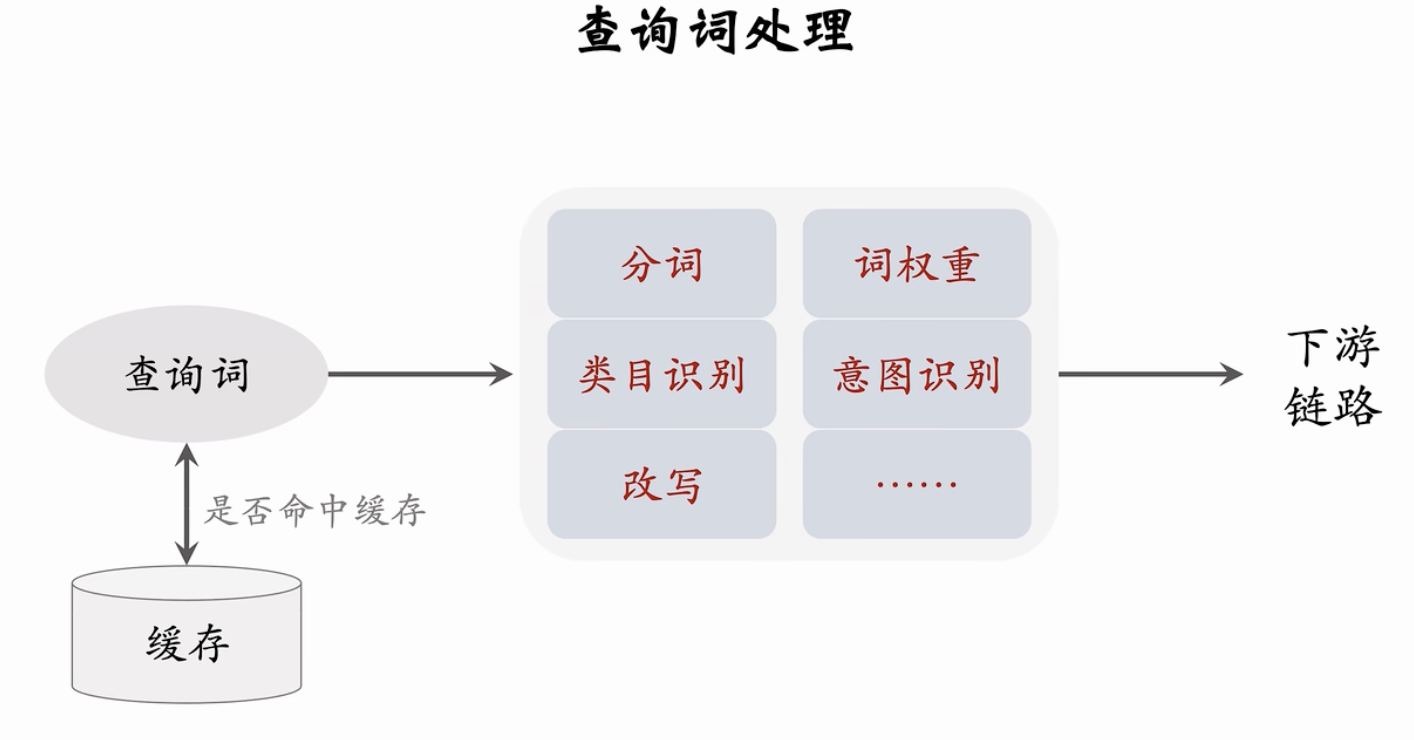 查询词处理
分词
词权重
查询词
类目识别
意图识别
下游
链路
改写
……
是否命中缓存
缓存